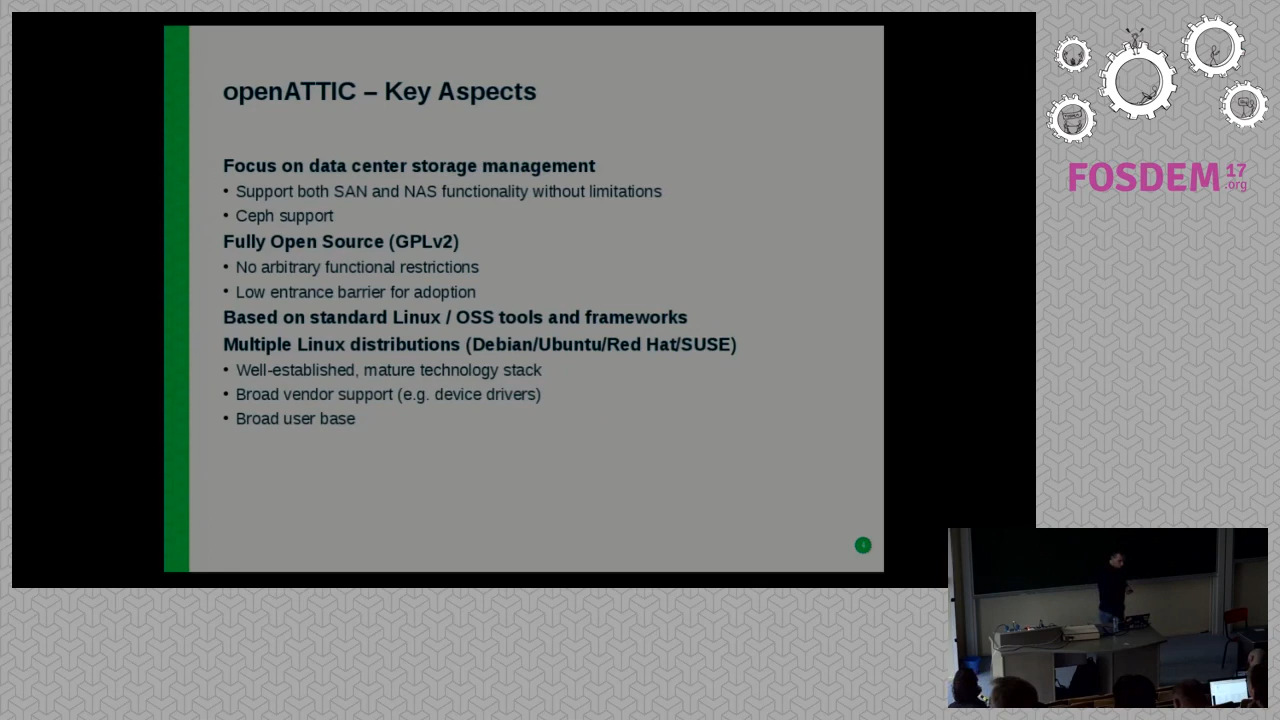 openATTIC – Key Aspects
Focus on data center storage management
• Support both SAN and NAS functionality without limitations
• Ceph support
Fully Open Source (GPLv2)
• No arbitrary functional restrictions
• Low entrance barrier for adoption
Based on standard Linux / OSS tools and frameworks
Multiple Linux distributions (Debian/Ubuntu/Red Hat/SUSE)
• Well-established, mature technology stack
• Broad vendor support (e.g. device drivers)
• Broad user base
FOSDEM 17
.org